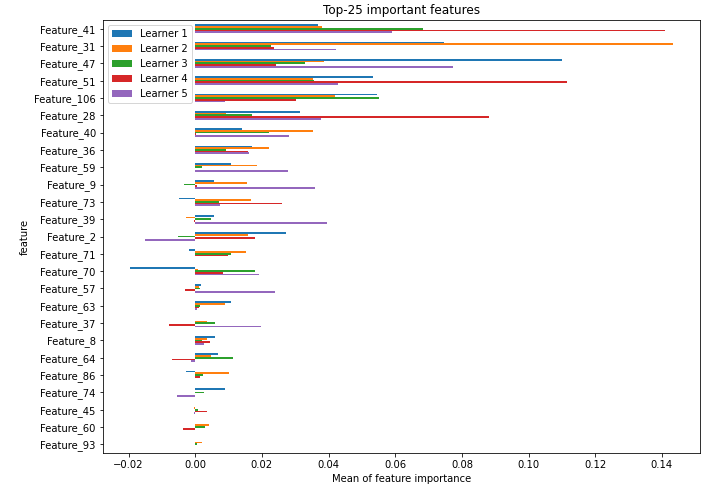 Top-25 important features
Feature_41
Feature_31
Feature_47
Feature_51
Feature_106
Feature_28
Feature_40
Feature_36
Feature_59
Feature_9
Feature_73
Feature_39
Feature_2
Feature_71
Feature_70
Feature_57
Feature_63
Feature_37
Feature_8
Feature_64
Feature_86
Feature_74
Feature_45
Feature_60
Feature_93
feature
Learner 1
Learner 2
Learner 3
Learner 4
Learner 5
−0.02 0.00 0.02 0.04 0.06 0.08 0.10 0.12 0.14
Mean of feature importance